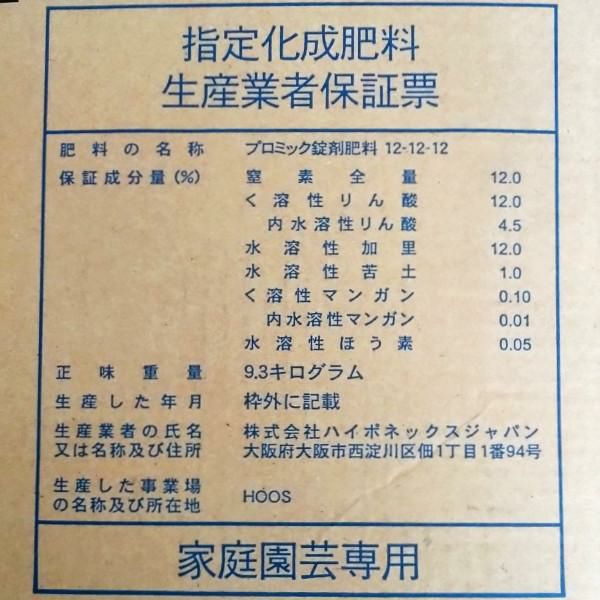 指定化成肥料
生産業者保証票
肥料の名称 プロミック錠剤肥料 12-12-12
保証成分量(%) 窒素全量 12.0
く溶性りん酸 12.0
内水溶性りん酸 4.5
水溶性加里 12.0
水溶性苦土 1.0
く溶性マンガン 0.10
内水溶性マンガン 0.01
水溶性ほう素 0.05
正味重量 9.3キログラム
生産した年月 枠外に記載
生産業者の氏名 株式会社ハイポネックスジャパン
又は名称及び住所 大阪府大阪市西淀川区佃1丁目1番94号
生産した事業場
の名称及び所在地 HOOS
家庭園芸専用